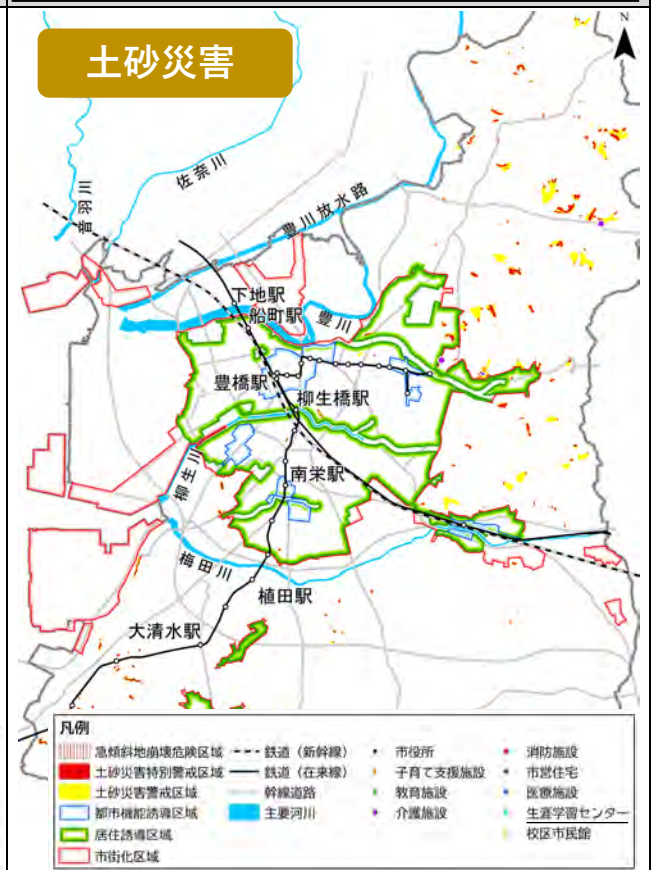 土砂災害
N
佐奈川
音羽川
豊川放水路
下地駅
船町駅
豊川
豊橋駅
柳生橋駅
南栄駅
柳生川
梅田川
植田駅
大清水駅
凡例
急傾斜地崩壊危険区域
鉄道（新幹線）
市役所
消防施設
土砂災害特別警戒区域
鉄道（在来線）
子育て支援施設
市営住宅
土砂災害警戒区域
幹線道路
教育施設
医療施設
都市機能誘導区域
主要河川
介護施設
生涯学習センター
居住誘導区域
校区市民館
市街化区域